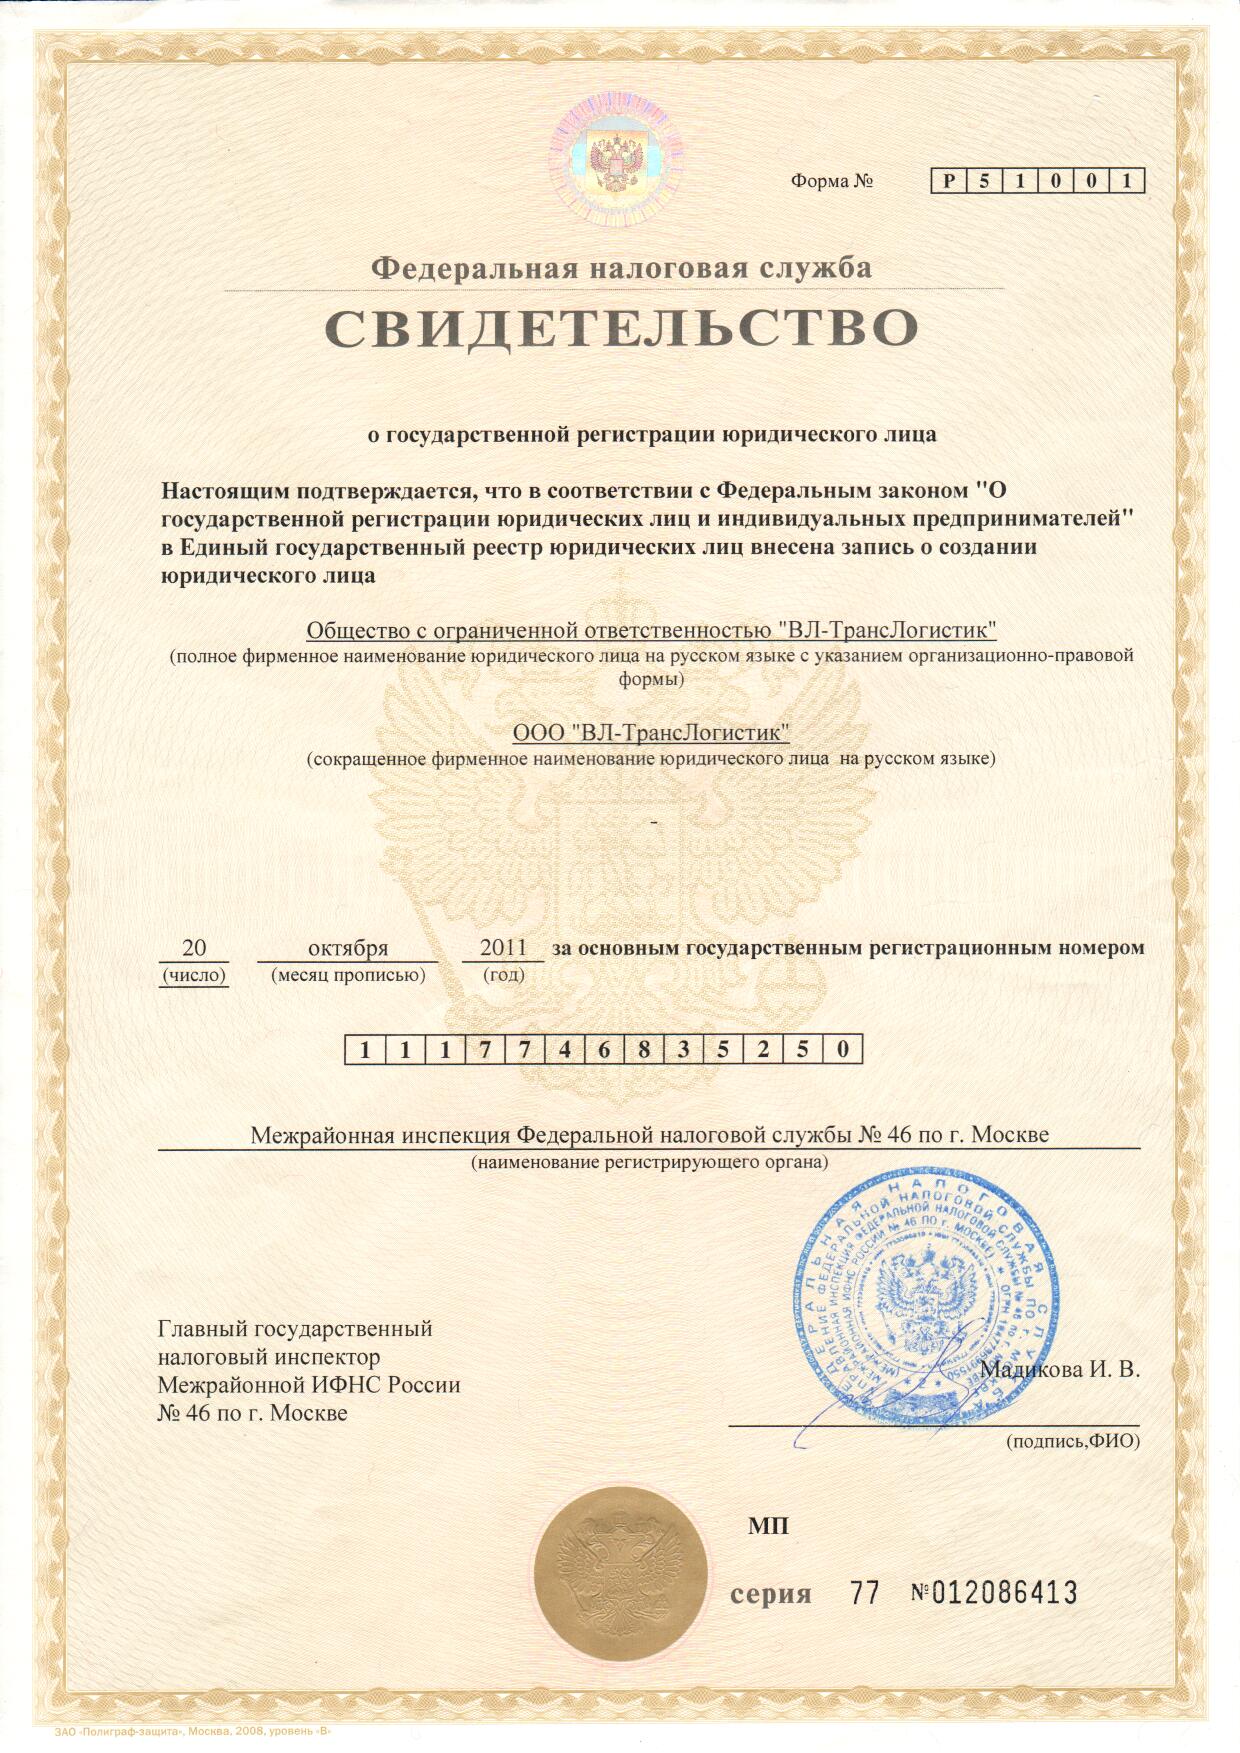 Форма № Р 5 1 0 0 1
Федеральная налоговая служба
СВИДЕТЕЛЬСТВО
о государственной регистрации юридического лица
Настоящим подтверждается, что в соответствии с Федеральным законом "О
государственной регистрации юридических лиц и индивидуальных предпринимателей"
в Единый государственный реестр юридических лиц внесена запись о создании
юридического лица
Общество с ограниченной ответственностью "ВЛ-ТрансЛогистик"
(полное фирменное наименование юридического лица на русском языке с указанием организационно-правовой
формы)
ООО "ВЛ-ТрансЛогистик"
(сокращенное фирменное наименование юридического лица на русском языке)
-
20 октября 2011 за основным государственным регистрационным номером
(число) (месяц прописью) (год)
1 1 1 7 7 4 6 8 3 5 2 5 0
Межрайонная инспекция Федеральной налоговой службы № 46 по г. Москве
(наименование регистрирующего органа)
Главный государственный
налоговый инспектор
Межрайонной ИФНС России
№ 46 по г. Москве
Мадикова И. В.
(подпись,ФИО)
МП
серия 77 №012086413
ЗАО «Полиграф-защита», Москва, 2008, уровень «В»